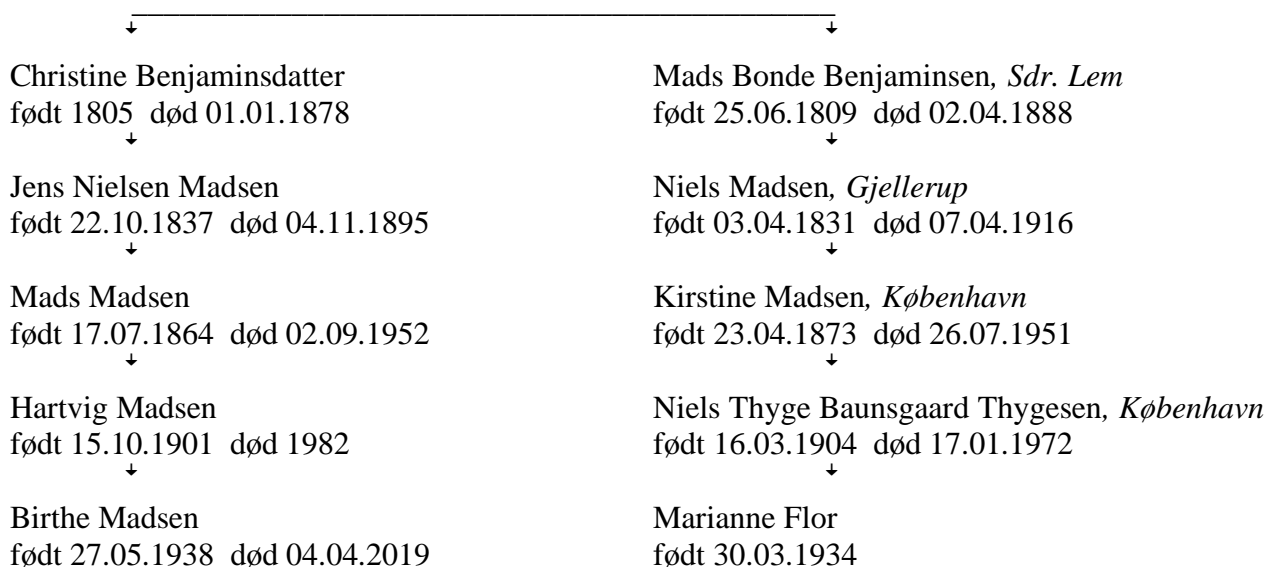 Christine Benjaminsdatter
født 1805 død 01.01.1878
Jens Nielsen Madsen
født 22.10.1837 død 04.11.1895
Mads Madsen
født 17.07.1864 død 02.09.1952
Hartvig Madsen
født 15.10.1901 død 1982
Birthe Madsen
født 27.05.1938 død 04.04.2019
Mads Bonde Benjaminsen, Sdr. Lem
født 25.06.1809 død 02.04.1888
Niels Madsen, Gjellerup
født 03.04.1831 død 07.04.1916
Kirstine Madsen, København
født 23.04.1873 død 26.07.1951
Niels Thyge Baunsgaard Thygesen, København
født 16.03.1904 død 17.01.1972
Marianne Flor
født 30.03.1934